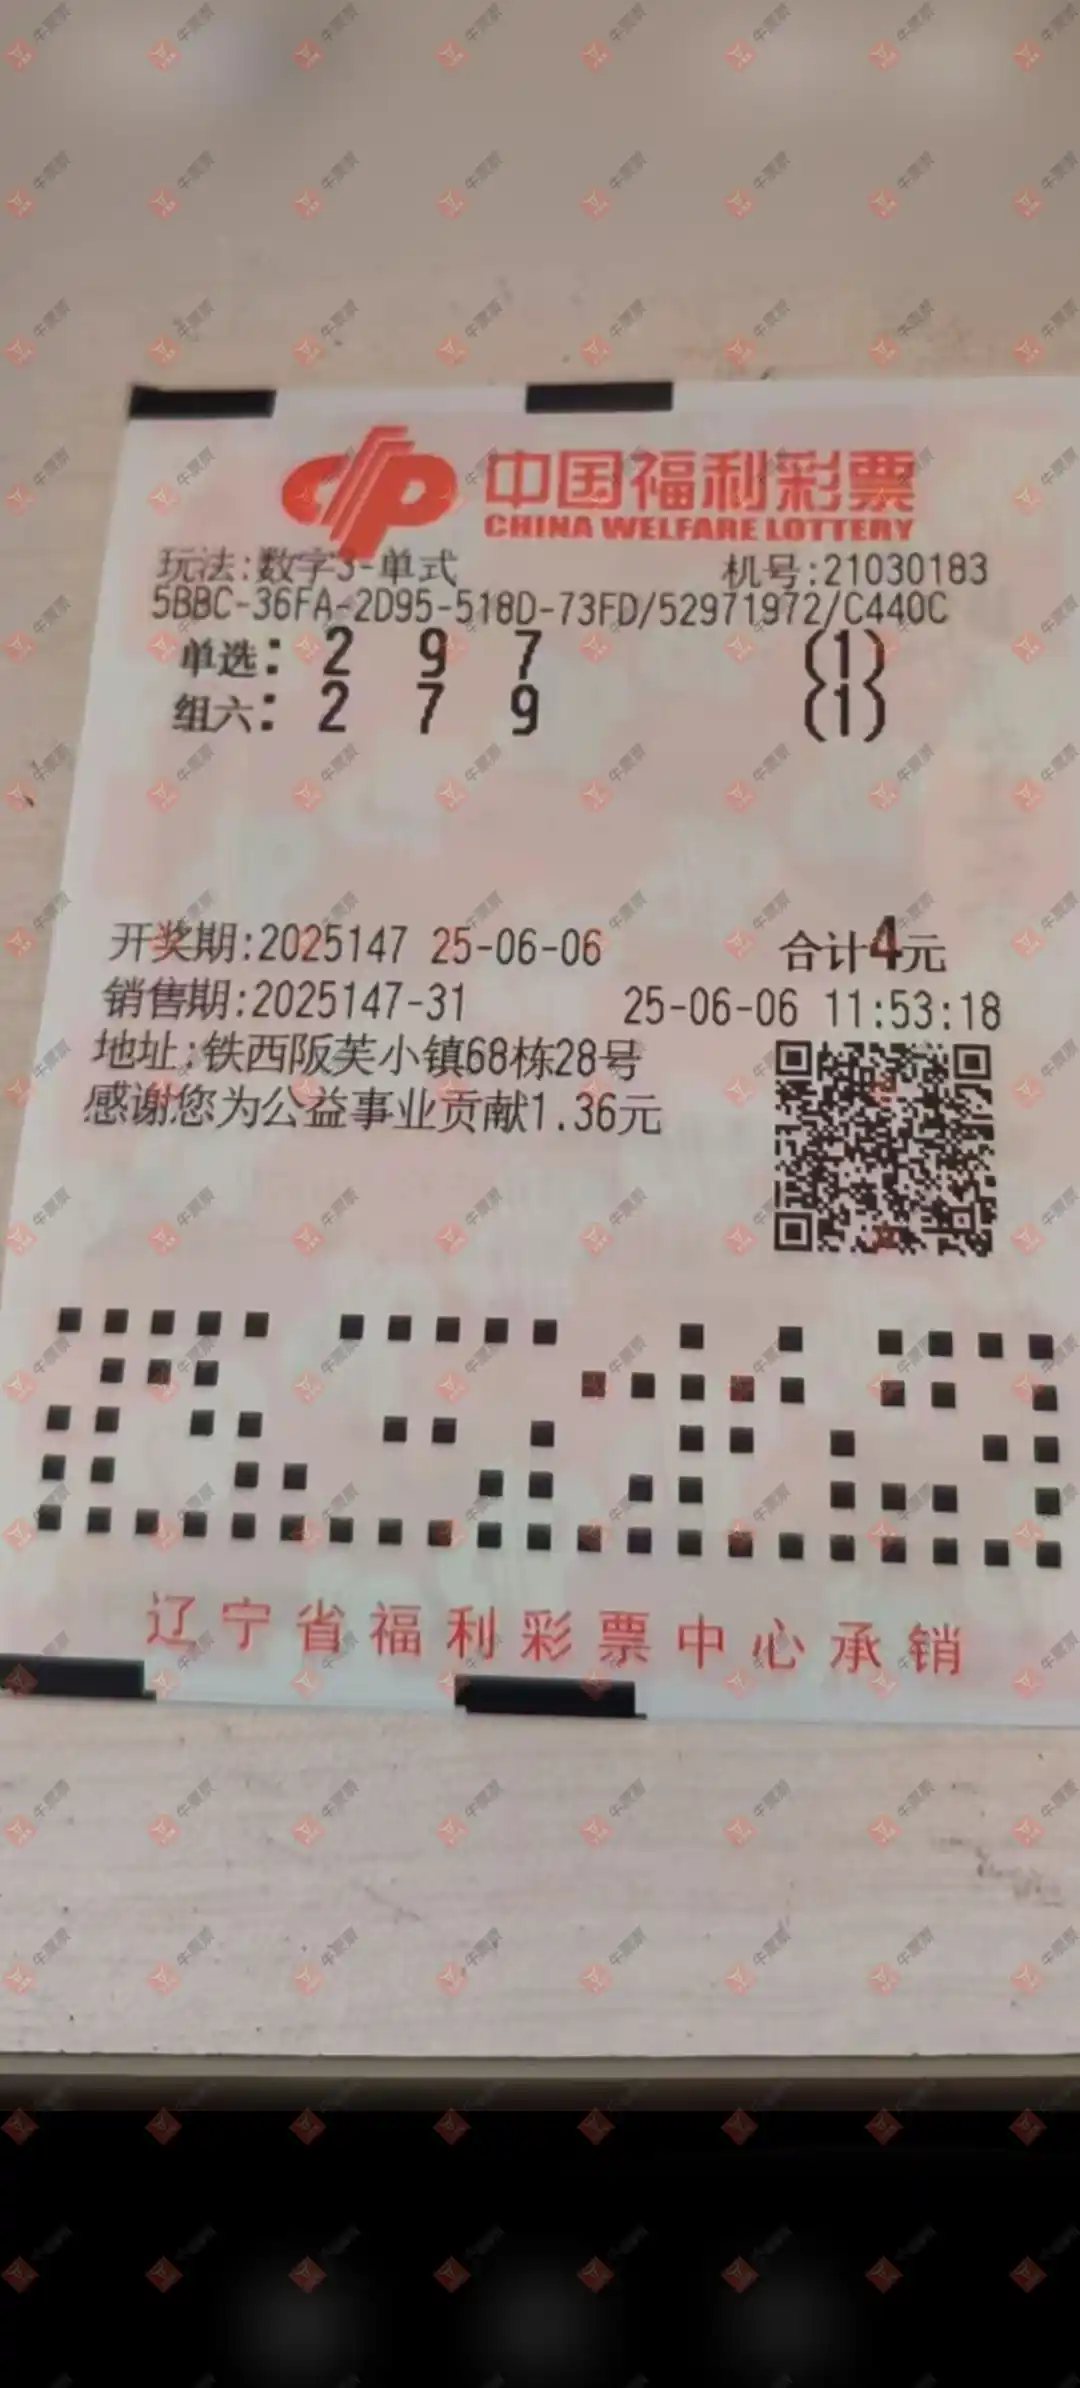 中国福利彩票
CHINA WELFARE LOTTERY
玩法:数字3-单式 机号:21030183
5BBC-36FA-2D95-518D-73FD/52971972/C440C
单选: 2 9 7 (1)
组六: 2 7 9 (1)
开奖期:2025147 25-06-06 合计4元
销售期:2025147-31 25-06-06 11:53:18
地址:铁西阪芙小镇68栋28号
感谢您为公益事业贡献1.36元
辽宁省福利彩票中心承销